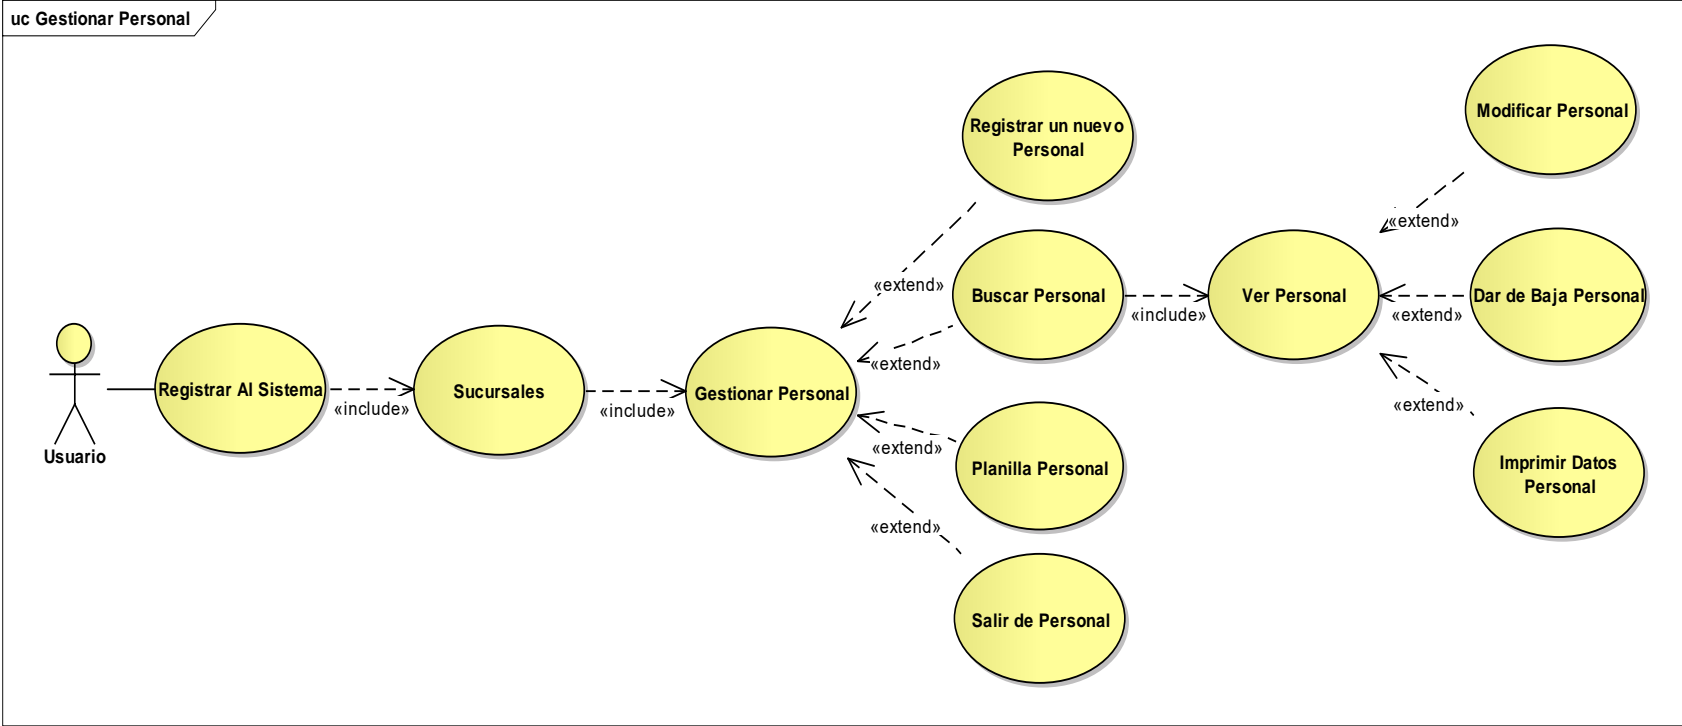 uc Gestionar Personal
Registrar un nuevo
Personal
Modificar Personal
«extend»
«extend»
Buscar Personal
«include»
Ver Personal
Dar de Baja Personal
«extend»
«extend»
Registrar Al Sistema
«include»
Sucursales
«include»
Gestionar Personal
«extend»
«extend»
Planilla Personal
Imprimir Datos
Personal
Usuario
«extend»
Salir de Personal